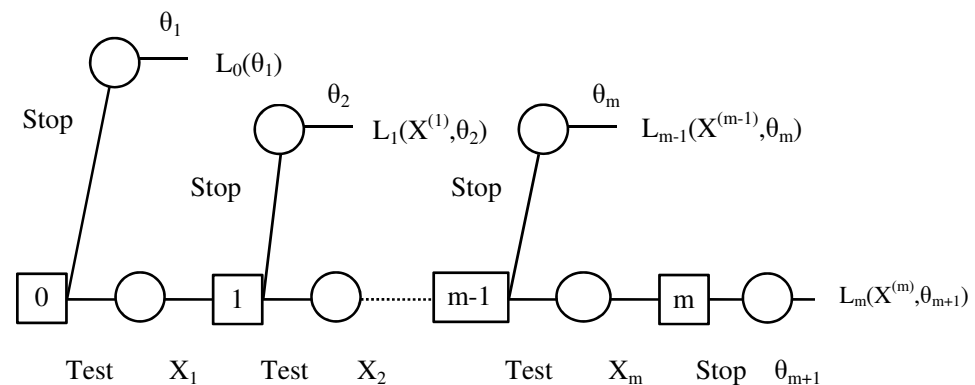 θ₁
L₀(θ₁)
Stop
θ₂
L₁(X⁽¹⁾,θ₂)
Stop
θₘ
Lₘ₋₁(X⁽ᵐ⁻¹⁾,θₘ)
Stop
0
1
m-1
m
Lₘ(X⁽ᵐ⁾,θₘ₊₁)
Test X₁ Test X₂ Test Xₘ Stop θₘ₊₁